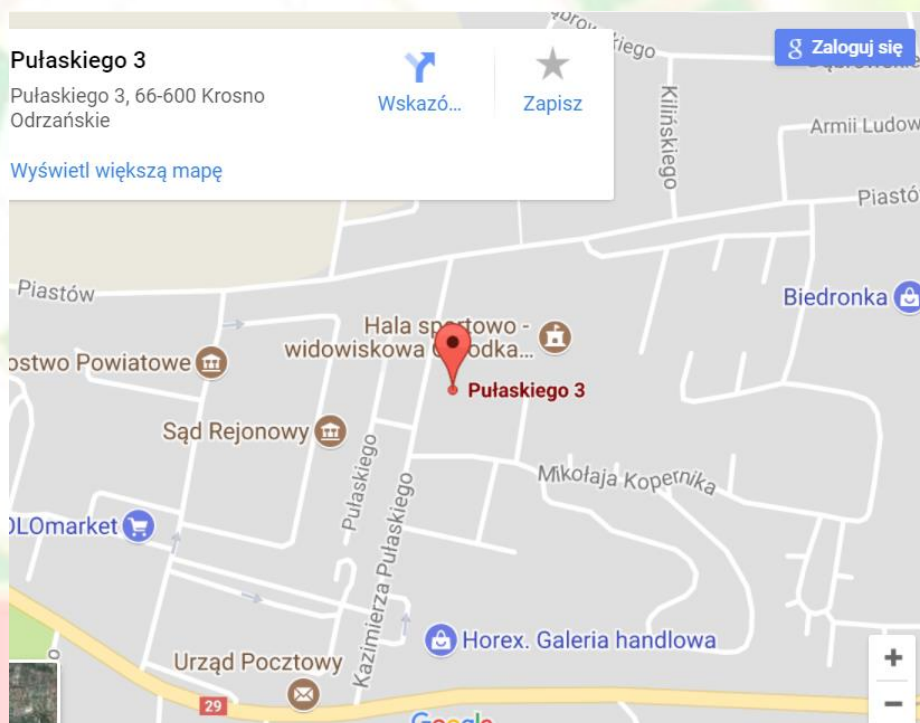 Pułaskiego 3
Pułaskiego 3, 66-600 Krosno
Odrzańskie
Wskazó...
Zapisz
Wyświetl większą mapę
Zaloguj się
Kilińskiego
Armii Ludow
Piastó
Piastów
Biedronka
Hala sportowo -
widowiskowa
ostwo Powiatowe
Pułaskiego 3
Sąd Rejonowy
Pułaskiego
Mikołaja Kopernika
OLOmarket
Kazimierza Pułaskiego
Horex. Galeria handlowa
Urząd Pocztowy
29
Google
+
−